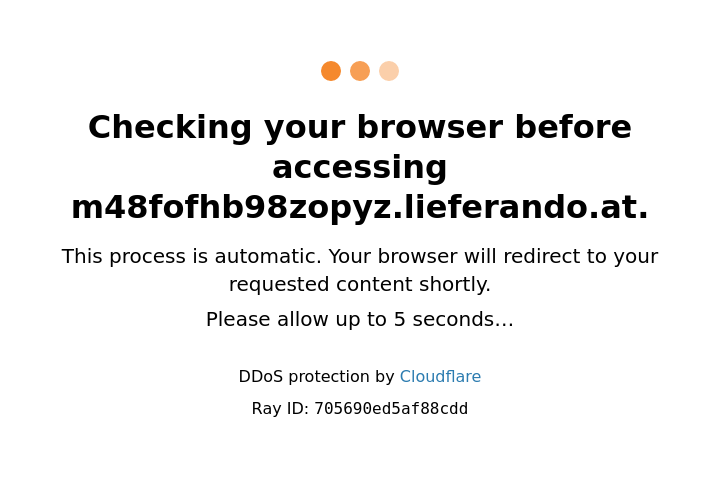 Checking your browser before
accessing
m48fofhb98zopyz.lieferando.at.
This process is automatic. Your browser will redirect to your
requested content shortly.
Please allow up to 5 seconds…
DDoS protection by Cloudflare
Ray ID: 705690ed5af88cdd